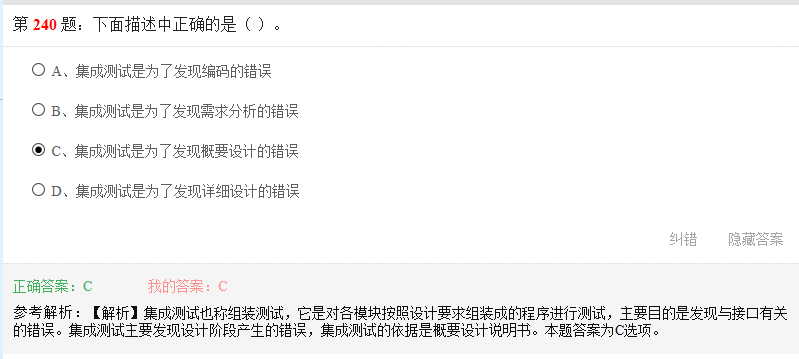 第 240 题：下面描述中正确的是（ ）。
A、集成测试是为了发现编码的错误
B、集成测试是为了发现需求分析的错误
C、集成测试是为了发现概要设计的错误
D、集成测试是为了发现详细设计的错误
纠错 隐藏答案
正确答案：C 我的答案：C
参考解析：【解析】集成测试也称组装测试，它是对各模块按照设计要求组装成的程序进行测试，主要目的是发现与接口有关
的错误。集成测试主要发现设计阶段产生的错误，集成测试的依据是概要设计说明书。本题答案为C选项。